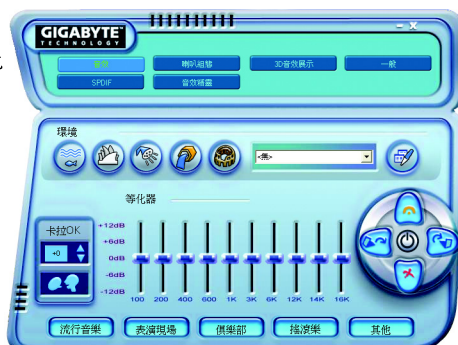 GIGABYTE
TECHNOLOGY
音效
喇叭組態
3D音效展示
一般
SPDIF
音效精靈
環境
<無>
等化器
卡拉OK
+0
+12dB
+6dB
0dB
-6dB
-12dB
100 200 400 600 1K 3K 6K 12K 14K 16K
流行音樂
表演現場
俱樂部
搖滾樂
其他